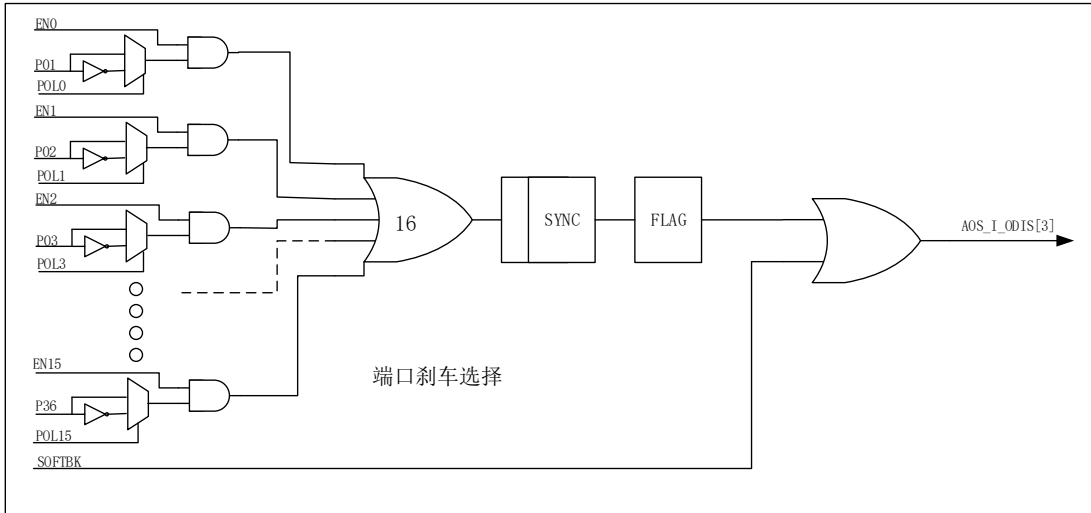 EN0
P01
POL0
EN1
P02
POL1
EN2
P03
POL3
EN15
P36
POL15
SOFTBK
16
SYNC
FLAG
AOS_I_ODIS[3]
端口刹车选择